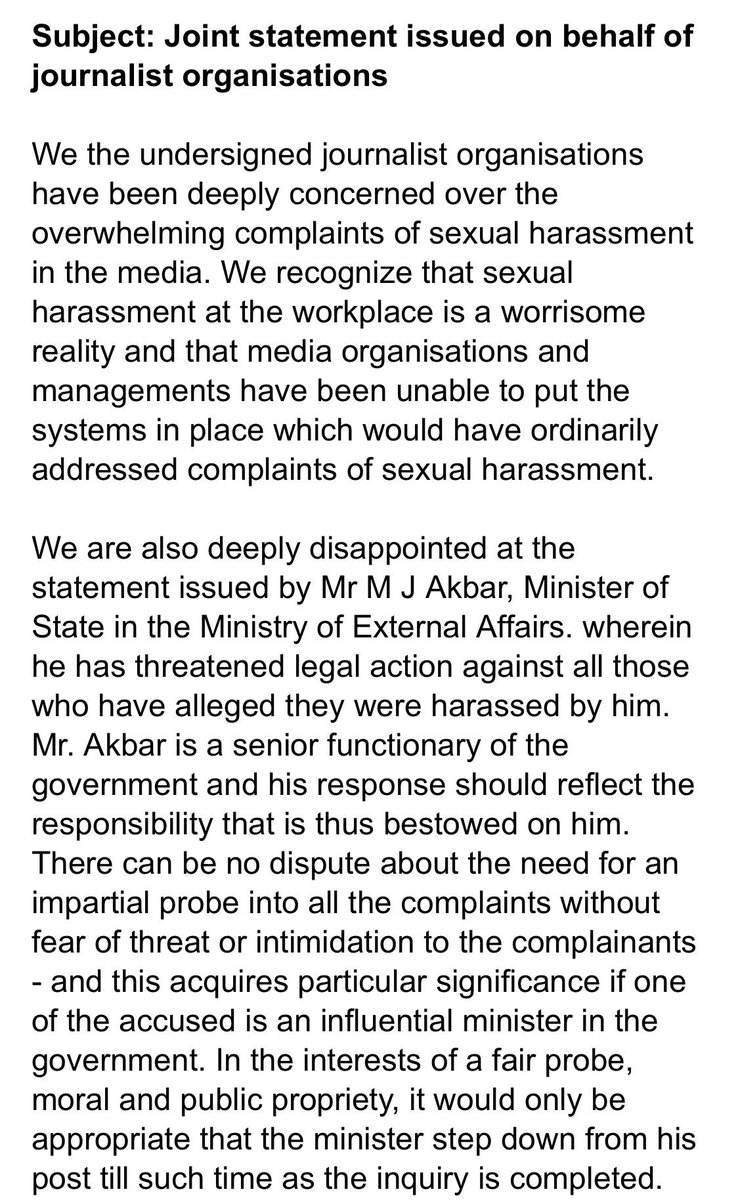 Subject: Joint statement issued on behalf of
journalist organisations
We the undersigned journalist organisations
have been deeply concerned over the
overwhelming complaints of sexual harassment
in the media. We recognize that sexual
harassment at the workplace is a worrisome
reality and that media organisations and
managements have been unable to put the
systems in place which would have ordinarily
addressed complaints of sexual harassment.
We are also deeply disappointed at the
statement issued by Mr M J Akbar, Minister of
State in the Ministry of External Affairs. wherein
he has threatened legal action against all those
who have alleged they were harassed by him.
Mr. Akbar is a senior functionary of the
government and his response should reflect the
responsibility that is thus bestowed on him.
There can be no dispute about the need for an
impartial probe into all the complaints without
fear of threat or intimidation to the complainants
- and this acquires particular significance if one
of the accused is an influential minister in the
government. In the interests of a fair probe,
moral and public propriety, it would only be
appropriate that the minister step down from his
post till such time as the inquiry is completed.